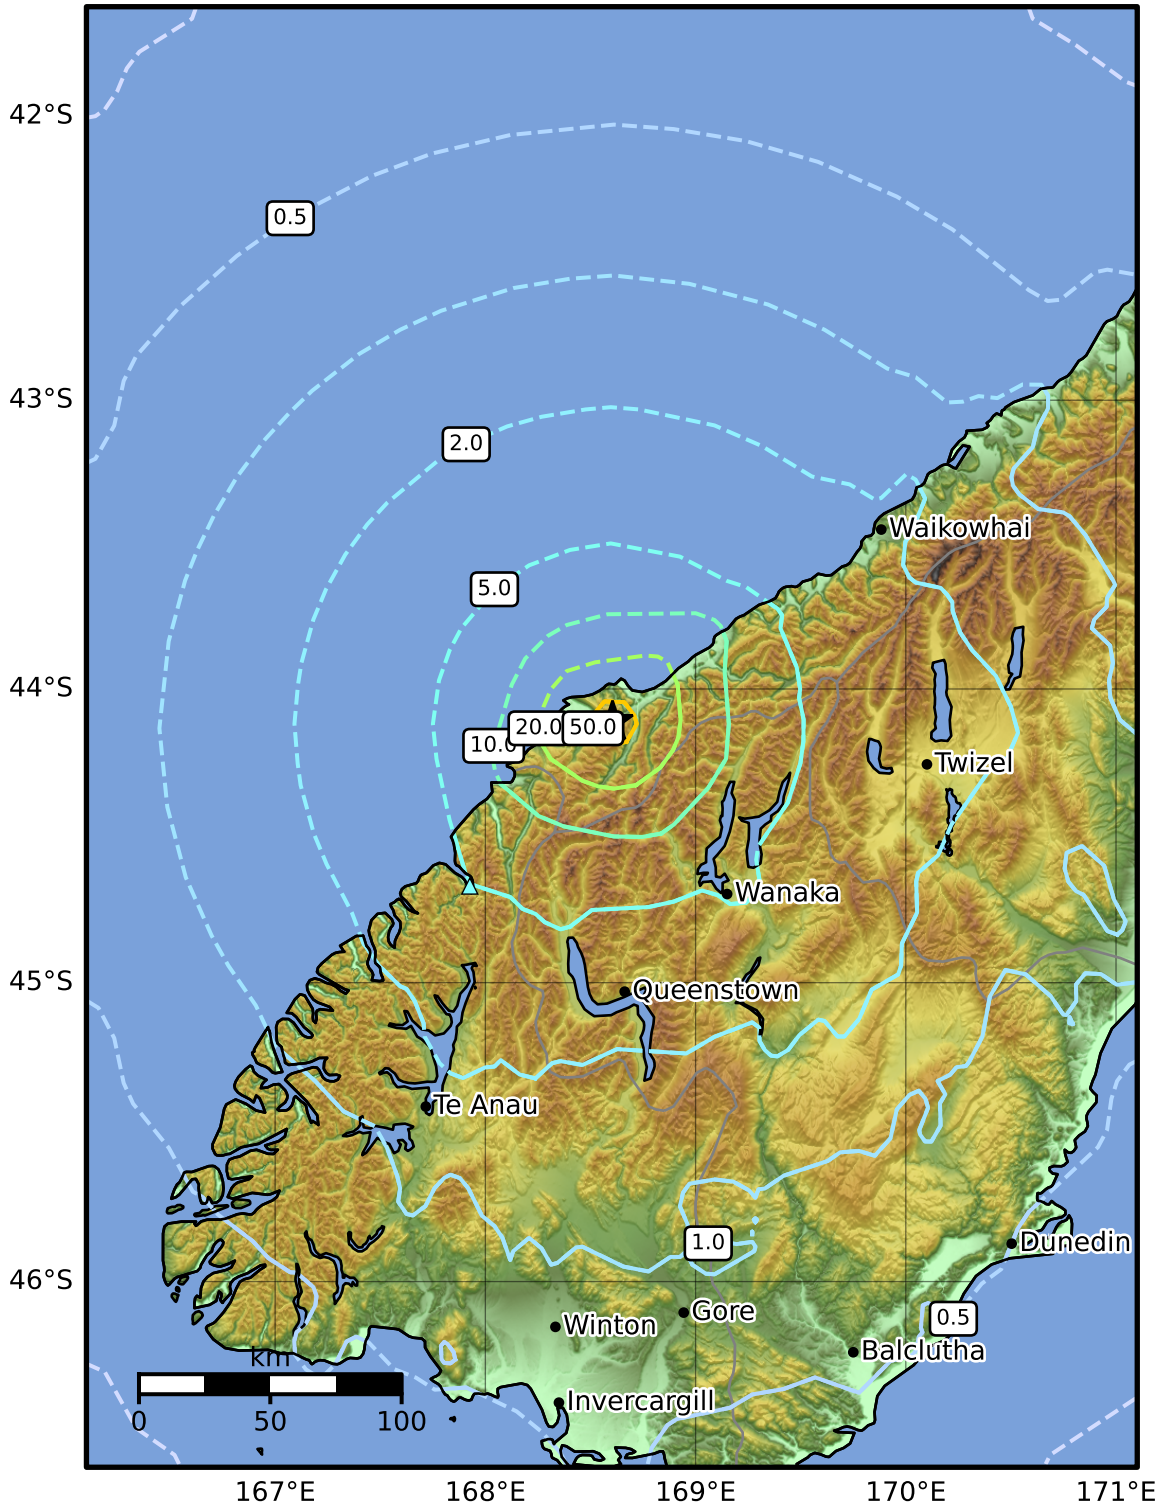 42°S
0.5
43°S
2.0
Waikowhai
5.0
44°S
10.0
20.0
50.0
Twizel
Wanaka
45°S
Queenstown
Te Anau
1.0
Dunedin
46°S
Winton
Gore
0.5
Balclutha
km
Invercargill
0 50 100
167°E 168°E 169°E 170°E 171°E